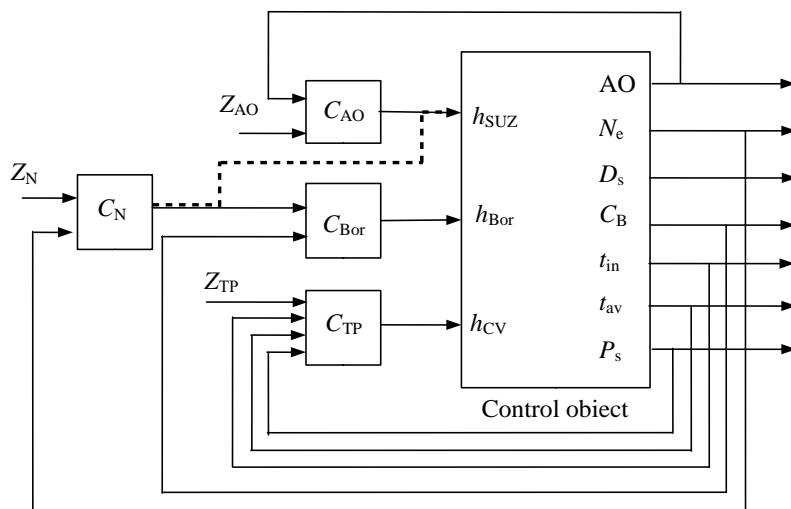 AO
Z_AO
C_AO
h_SUZ
N_e
Z_N
D_s
C_N
C_Bor
h_Bor
C_B
t_in
Z_TP
t_av
C_TP
h_CV
P_s
Control obiect